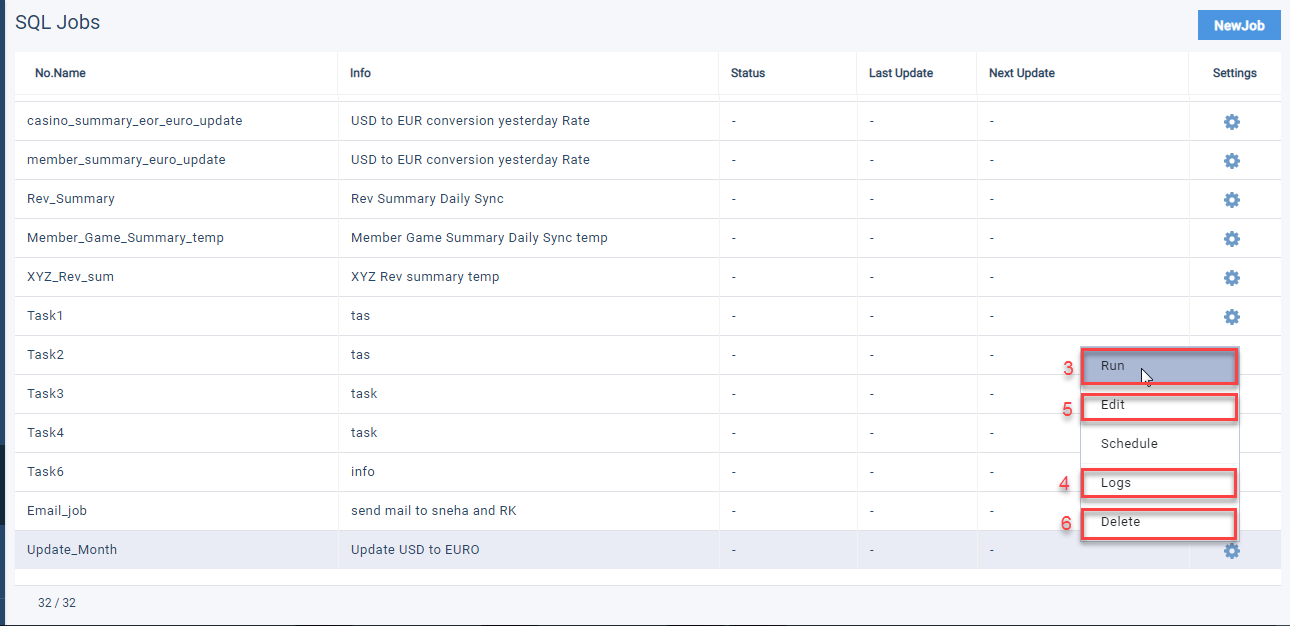 SQL Jobs
NewJob
No.Name Info Status Last Update Next Update Settings
casino_summary_eor_euro_update USD to EUR conversion yesterday Rate - - -
member_summary_euro_update USD to EUR conversion yesterday Rate - - -
Rev_Summary Rev Summary Daily Sync - - -
Member_Game_Summary_temp Member Game Summary Daily Sync temp - - -
XYZ_Rev_sum XYZ Rev summary temp - - -
Task1 tas - - -
Task2 tas - - -
3 Run
Task3 task - - -
5 Edit
Task4 task - - -
Schedule
Task6 info - - -
4 Logs
Email_job send mail to sneha and RK - - -
6 Delete
Update_Month Update USD to EURO - - -
32 / 32